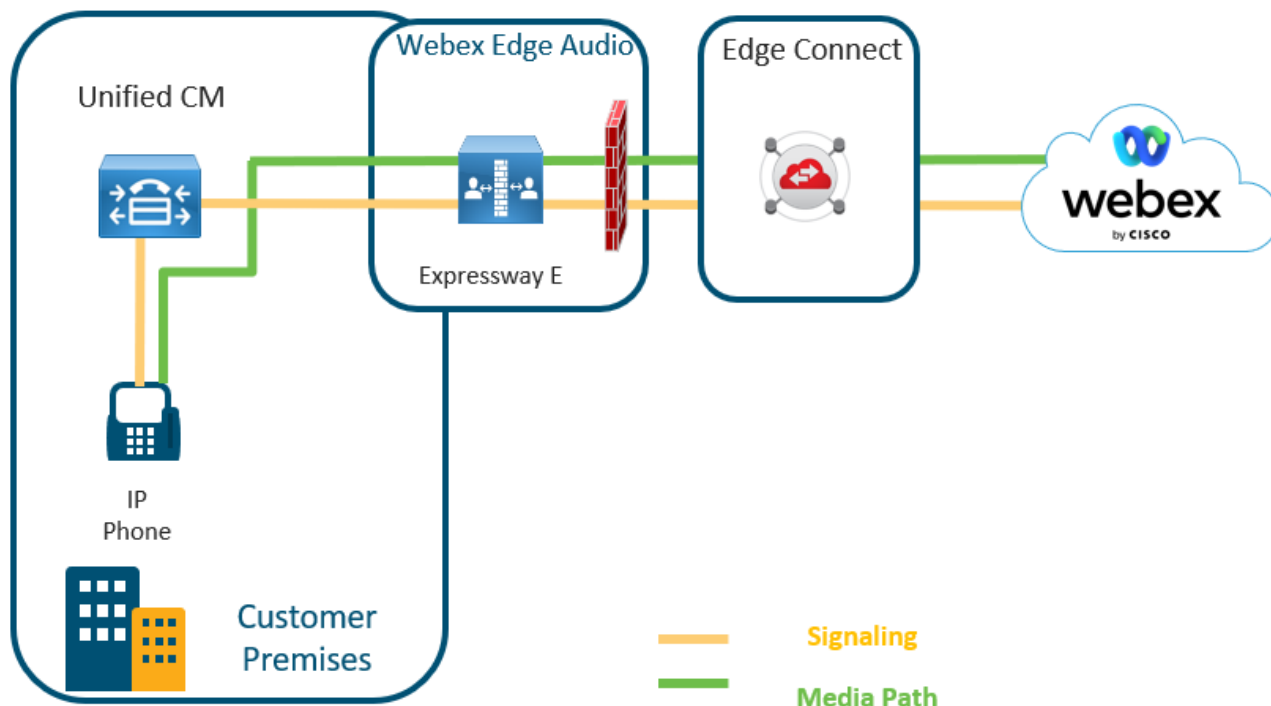 Webex Edge Audio
Edge Connect
Unified CM
webex
by CISCO
Expressway E
IP
Phone
Customer
Premises
Signaling
Media Path